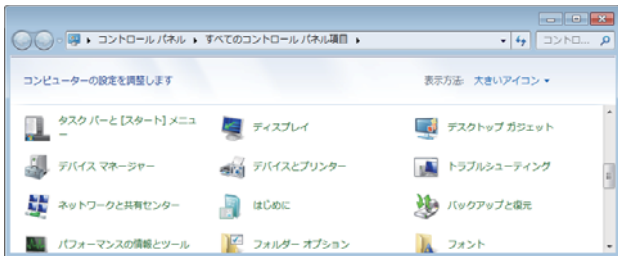 コントロール パネル ▸ すべてのコントロール パネル項目 ▸
コントロ...
コンピューターの設定を調整します
表示方法: 大きいアイコン
タスク バーと [スタート] メニュ
ー
ディスプレイ
デスクトップ ガジェット
デバイス マネージャー
デバイスとプリンター
トラブルシューティング
ネットワークと共有センター
はじめに
バックアップと復元
パフォーマンスの情報とツール
フォルダー オプション
フォント